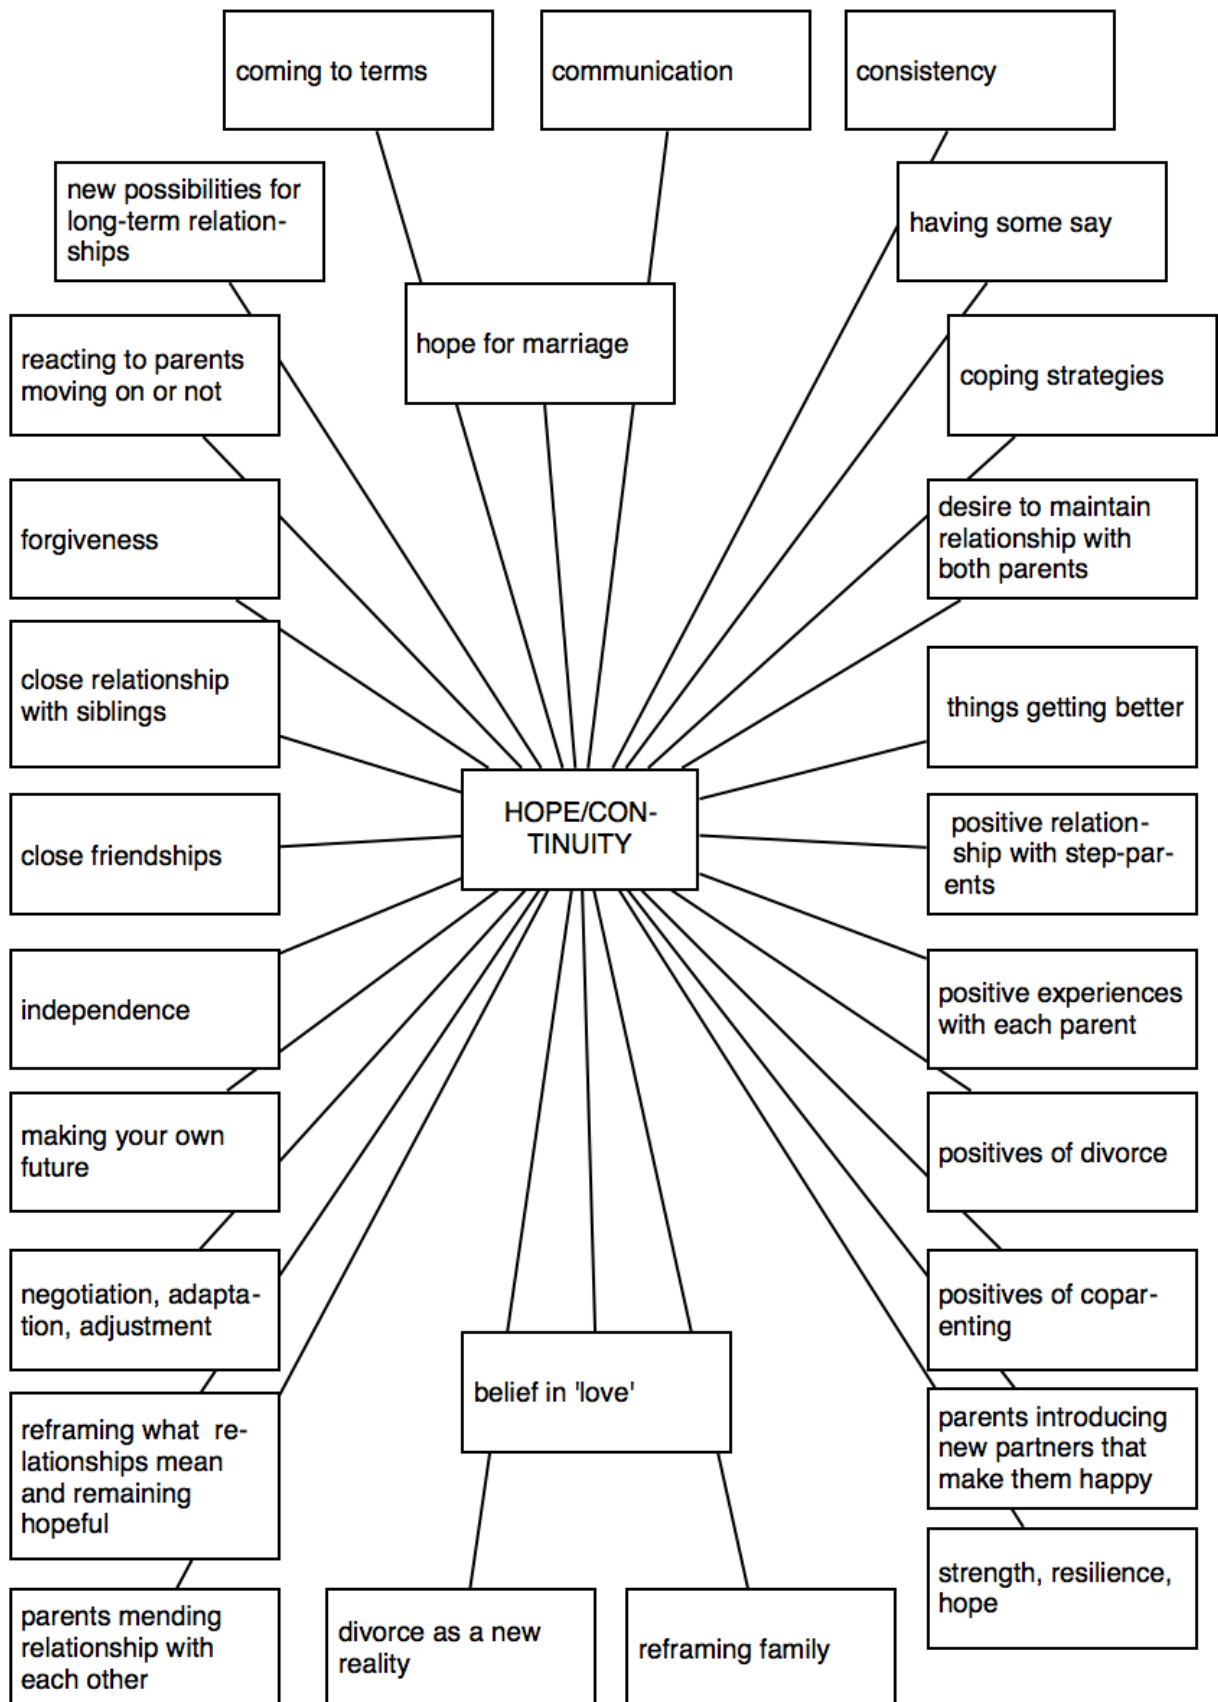 coming to terms
communication
consistency
new possibilities for
long-term relation-
ships
having some say
hope for marriage
reacting to parents
moving on or not
coping strategies
forgiveness
desire to maintain
relationship with
both parents
close relationship
with siblings
things getting better
HOPE/CON-
TINUITY
close friendships
positive relation-
ship with step-par-
ents
independence
positive experiences
with each parent
making your own
future
positives of divorce
negotiation, adapta-
tion, adjustment
positives of copar-
enting
belief in 'love'
reframing what  re-
lationships mean
and remaining
hopeful
parents introducing
new partners that
make them happy
strength, resilience,
hope
parents mending
relationship with
each other
divorce as a new
reality
reframing family